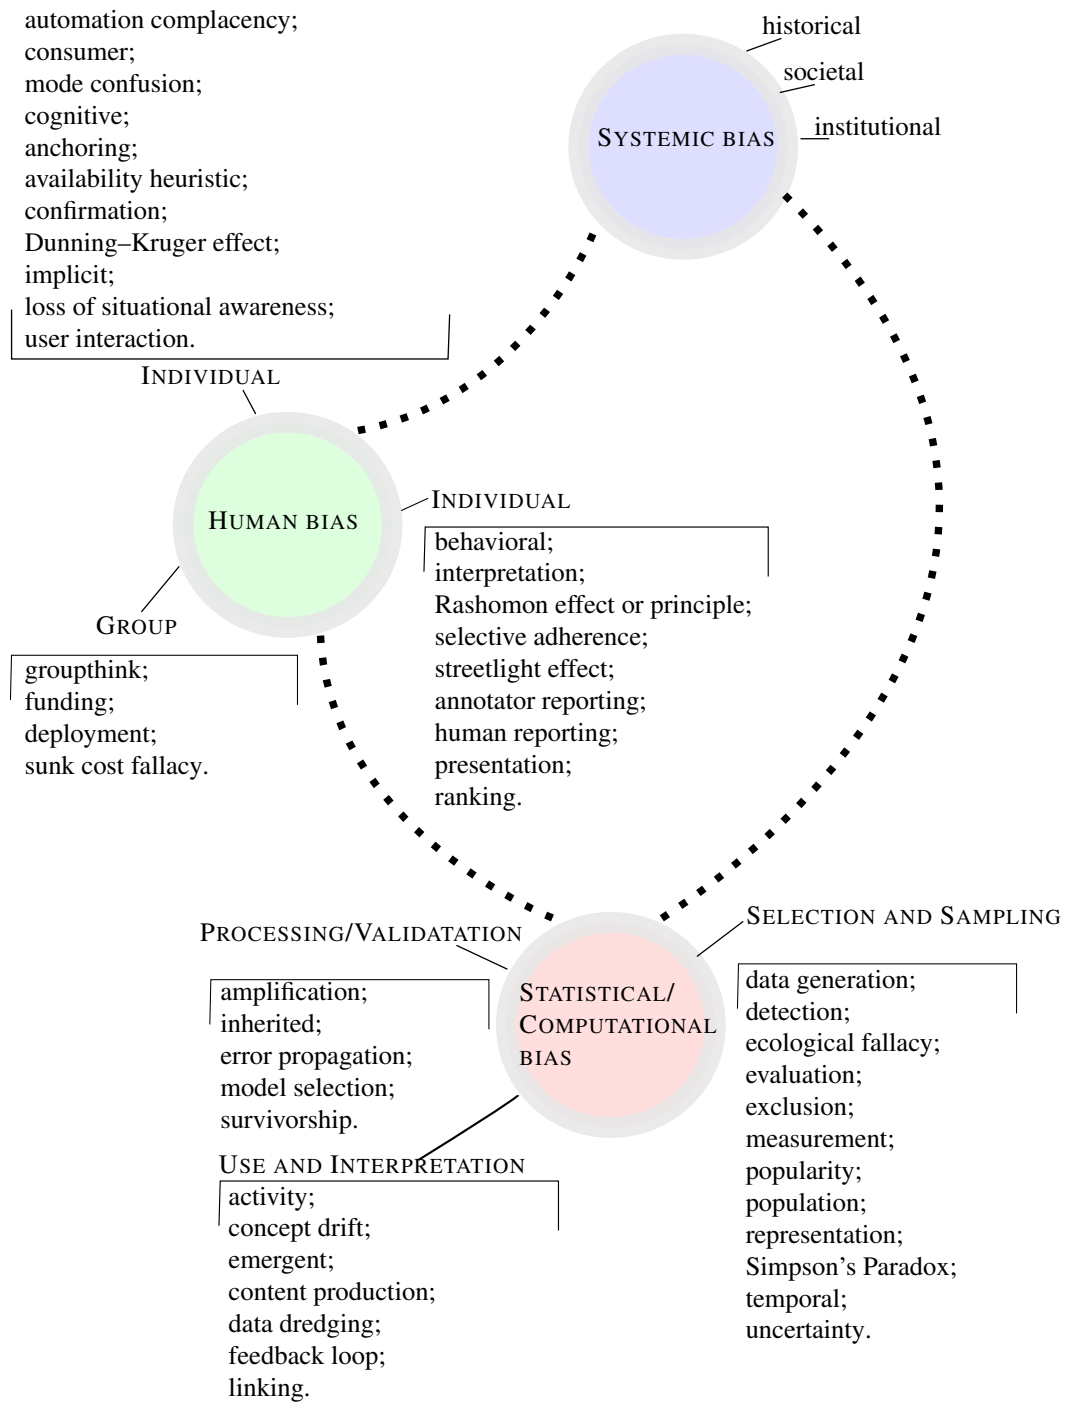 automation complacency;
consumer;
mode confusion;
cognitive;
anchoring;
availability heuristic;
confirmation;
Dunning–Kruger effect;
implicit;
loss of situational awareness;
user interaction.
INDIVIDUAL
historical
societal
institutional
SYSTEMIC BIAS
HUMAN BIAS
INDIVIDUAL
behavioral;
interpretation;
Rashomon effect or principle;
selective adherence;
streetlight effect;
annotator reporting;
human reporting;
presentation;
ranking.
GROUP
groupthink;
funding;
deployment;
sunk cost fallacy.
PROCESSING/VALIDATATION
amplification;
inherited;
error propagation;
model selection;
survivorship.
STATISTICAL/
COMPUTATIONAL
BIAS
SELECTION AND SAMPLING
data generation;
detection;
ecological fallacy;
evaluation;
exclusion;
measurement;
popularity;
population;
representation;
Simpson's Paradox;
temporal;
uncertainty.
USE AND INTERPRETATION
activity;
concept drift;
emergent;
content production;
data dredging;
feedback loop;
linking.